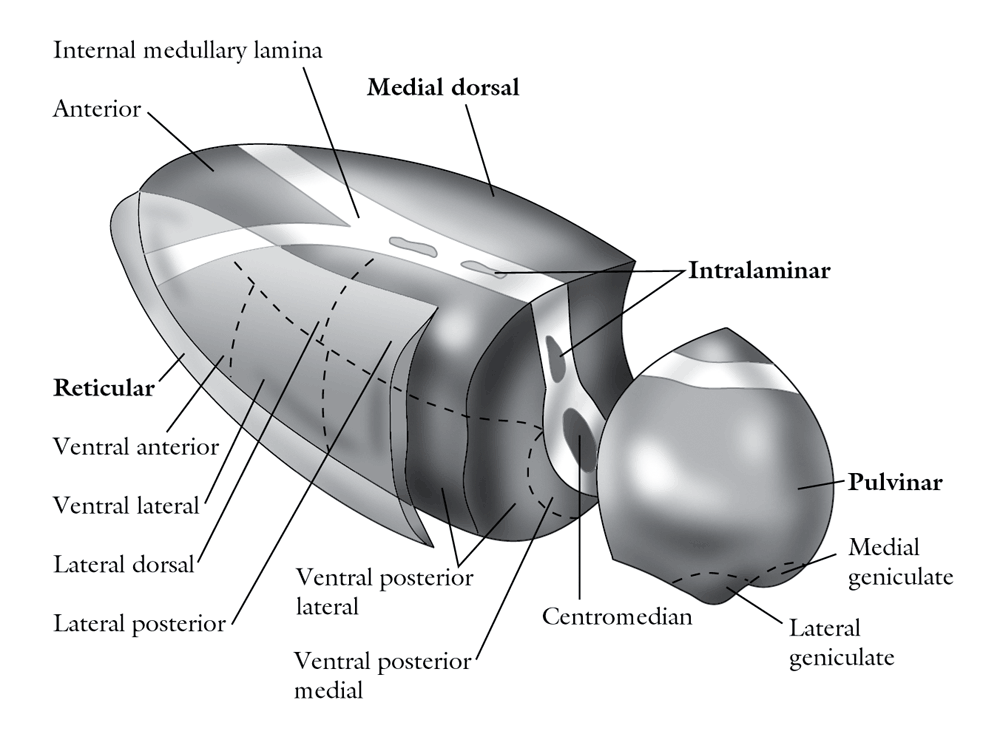 Internal medullary lamina
Medial dorsal
Anterior
Intralaminar
Reticular
Ventral anterior
Pulvinar
Ventral lateral
Medial
geniculate
Lateral dorsal
Ventral posterior
lateral
Centromedian
Lateral posterior
Lateral
geniculate
Ventral posterior
medial